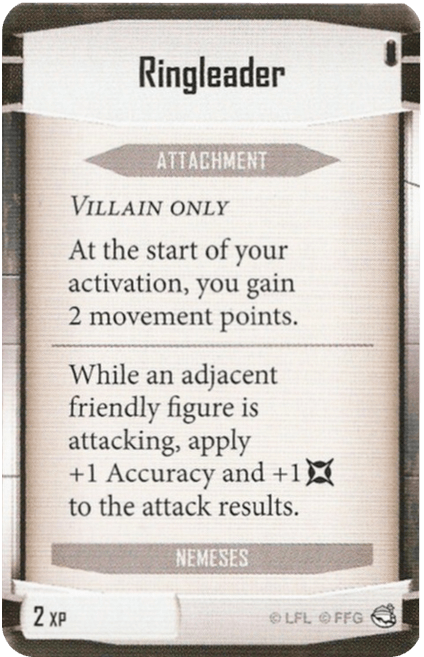 Ringleader
ATTACHMENT
VILLAIN ONLY
At the start of your
activation, you gain
2 movement points.
While an adjacent
friendly figure is
attacking, apply
+1 Accuracy and +1
to the attack results.
NEMESES
2 XP
© LFL © FFG